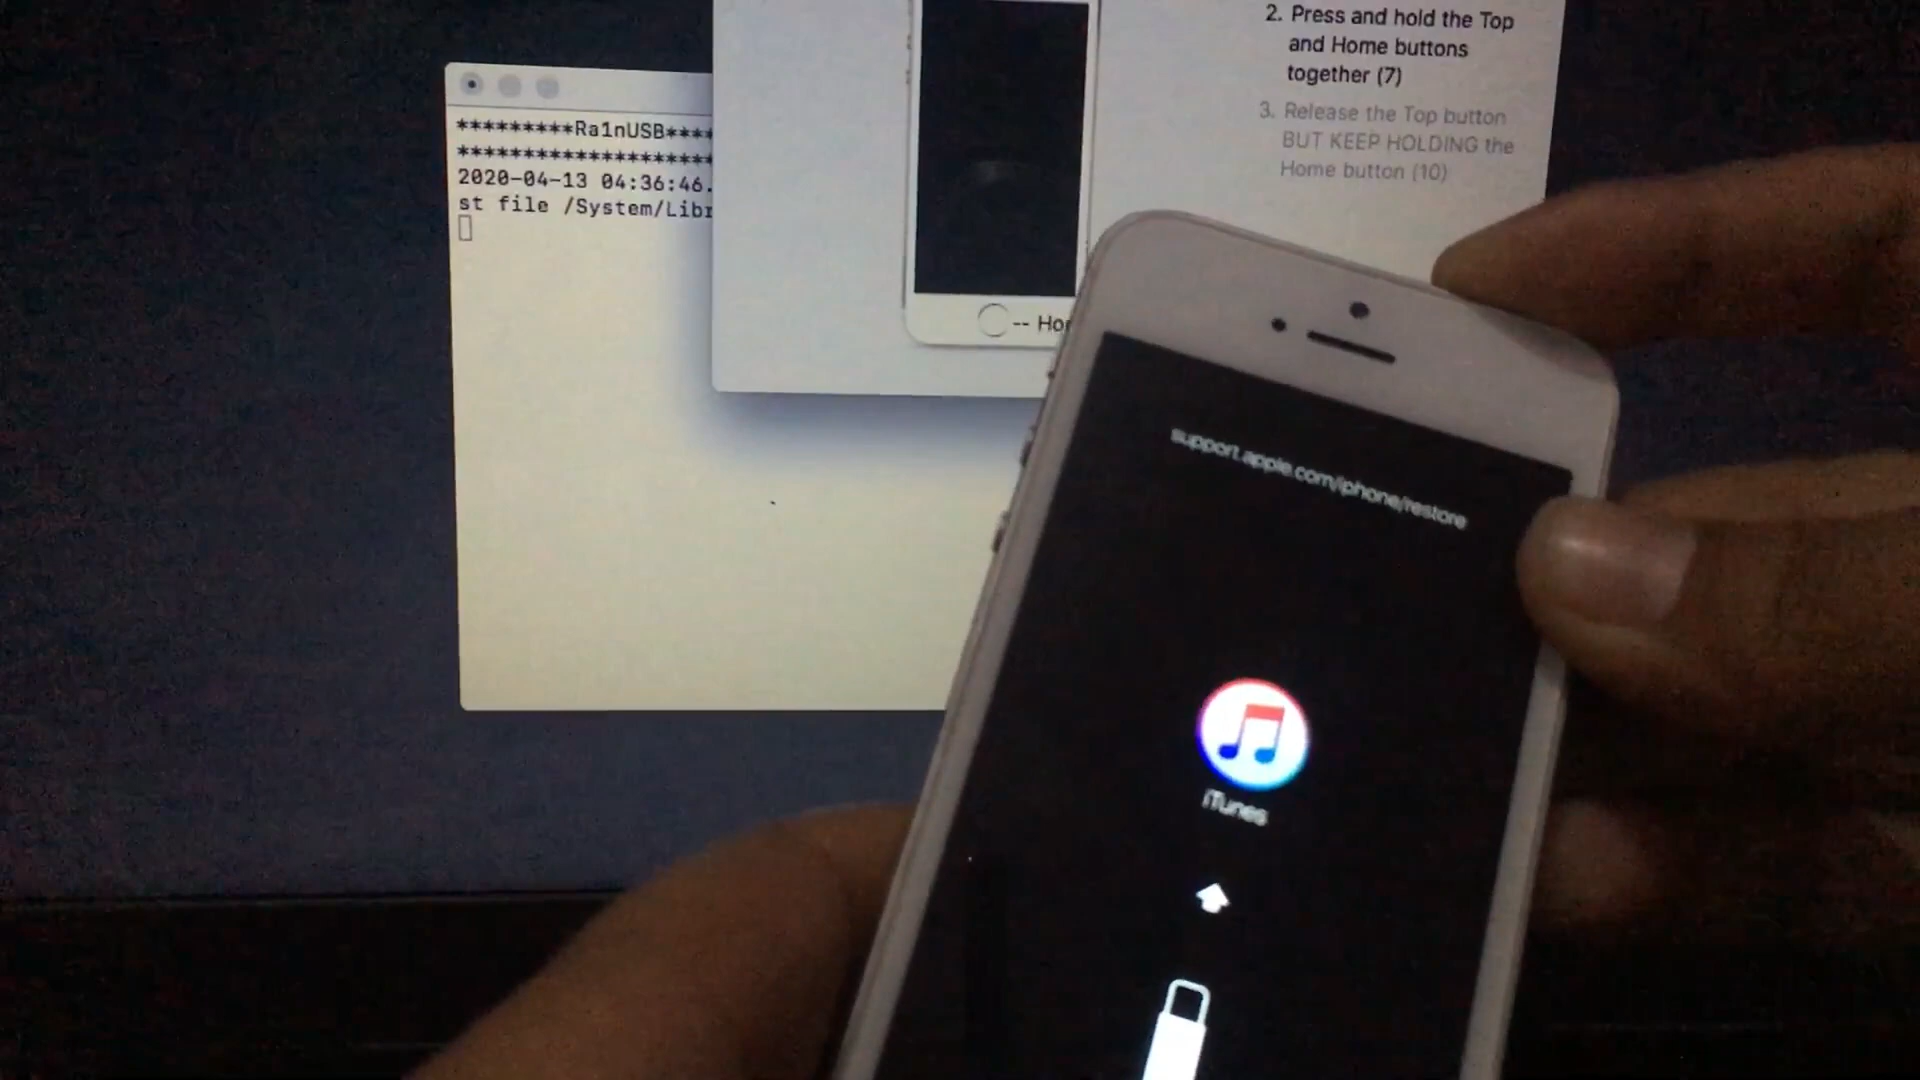 2. Press and hold the Top
and Home buttons
together (7)
3. Release the Top button
BUT KEEP HOLDING the
Home button (10)
*********Ra1nUSB****
********************
2020-04-13 04:36:46.
st file /System/Libr
-- Ho
support.apple.com/iphone/restore
iTunes